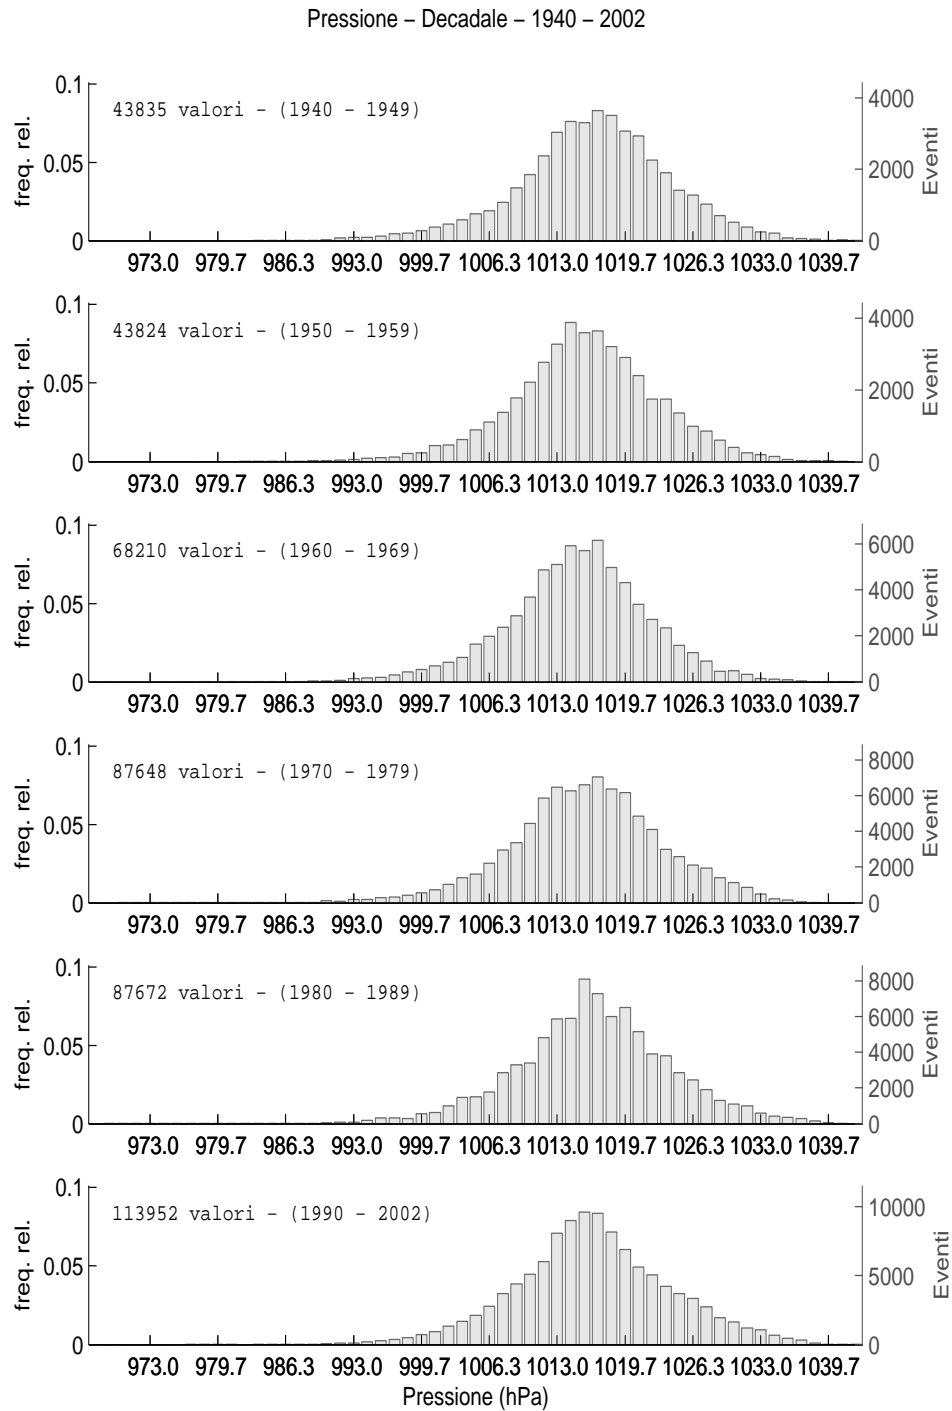 Pressione – Decadale – 1940 – 2002
0.1
43835 valori – (1940 – 1949)
4000
freq. rel.
0.05
2000
Eventi
0
0
973.0 979.7 986.3 993.0 999.7 1006.3 1013.0 1019.7 1026.3 1033.0 1039.7
0.1
43824 valori – (1950 – 1959)
4000
freq. rel.
0.05
2000
Eventi
0
0
973.0 979.7 986.3 993.0 999.7 1006.3 1013.0 1019.7 1026.3 1033.0 1039.7
0.1
68210 valori – (1960 – 1969)
6000
freq. rel.
0.05
4000
Eventi
2000
0
0
973.0 979.7 986.3 993.0 999.7 1006.3 1013.0 1019.7 1026.3 1033.0 1039.7
0.1
87648 valori – (1970 – 1979)
8000
6000
freq. rel.
0.05
4000
Eventi
2000
0
0
973.0 979.7 986.3 993.0 999.7 1006.3 1013.0 1019.7 1026.3 1033.0 1039.7
0.1
87672 valori – (1980 – 1989)
8000
6000
freq. rel.
0.05
4000
Eventi
2000
0
0
973.0 979.7 986.3 993.0 999.7 1006.3 1013.0 1019.7 1026.3 1033.0 1039.7
0.1
113952 valori – (1990 – 2002)
10000
freq. rel.
0.05
5000
Eventi
0
0
973.0 979.7 986.3 993.0 999.7 1006.3 1013.0 1019.7 1026.3 1033.0 1039.7
Pressione (hPa)